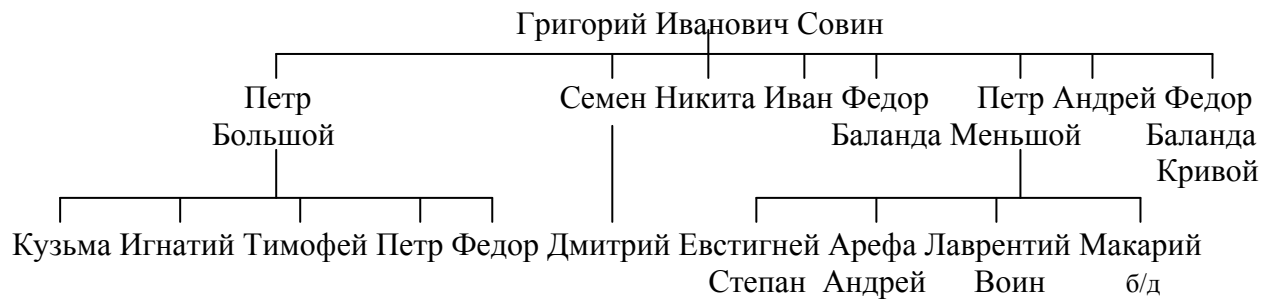 Григорий Иванович Совин
Петр Семен Никита Иван Федор Петр Андрей Федор
Большой Баланда Меньшой Баланда
Кривой
Кузьма Игнатий Тимофей Петр Федор Дмитрий Евстигней Арефа Лаврентий Макарий
Степан Андрей Воин б/д